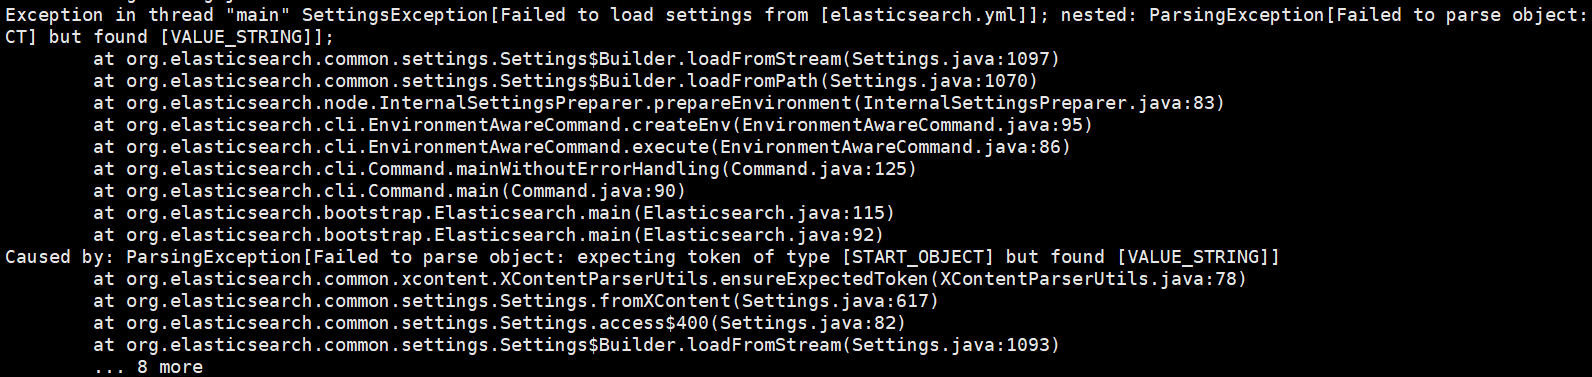 Exception in thread "main" SettingsException[Failed to load settings from [elasticsearch.yml]]; nested: ParsingException[Failed to parse object:
CT] but found [VALUE_STRING]];
        at org.elasticsearch.common.settings.Settings$Builder.loadFromStream(Settings.java:1097)
        at org.elasticsearch.common.settings.Settings$Builder.loadFromPath(Settings.java:1070)
        at org.elasticsearch.node.InternalSettingsPreparer.prepareEnvironment(InternalSettingsPreparer.java:83)
        at org.elasticsearch.cli.EnvironmentAwareCommand.createEnv(EnvironmentAwareCommand.java:95)
        at org.elasticsearch.cli.EnvironmentAwareCommand.execute(EnvironmentAwareCommand.java:86)
        at org.elasticsearch.cli.Command.mainWithoutErrorHandling(Command.java:125)
        at org.elasticsearch.cli.Command.main(Command.java:90)
        at org.elasticsearch.bootstrap.Elasticsearch.main(Elasticsearch.java:115)
        at org.elasticsearch.bootstrap.Elasticsearch.main(Elasticsearch.java:92)
Caused by: ParsingException[Failed to parse object: expecting token of type [START_OBJECT] but found [VALUE_STRING]]
        at org.elasticsearch.common.xcontent.XContentParserUtils.ensureExpectedToken(XContentParserUtils.java:78)
        at org.elasticsearch.common.settings.Settings.fromXContent(Settings.java:617)
        at org.elasticsearch.common.settings.Settings.access$400(Settings.java:82)
        at org.elasticsearch.common.settings.Settings$Builder.loadFromStream(Settings.java:1093)
        ... 8 more